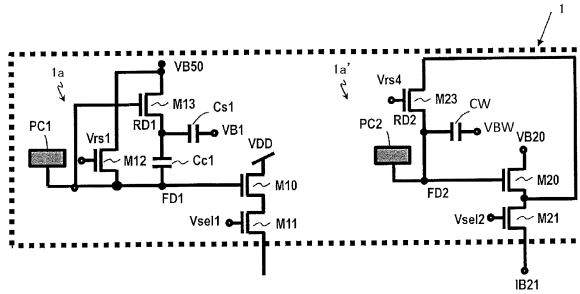 1
1a
VB50
M13
RD1
Cs1
VB1
PC1
Vrs1
M12
Cc1
VDD
M10
FD1
Vsel1
M11
1a'
Vrs4
M23
RD2
CW
VBW
PC2
VB20
M20
FD2
Vsel2
M21
IB21